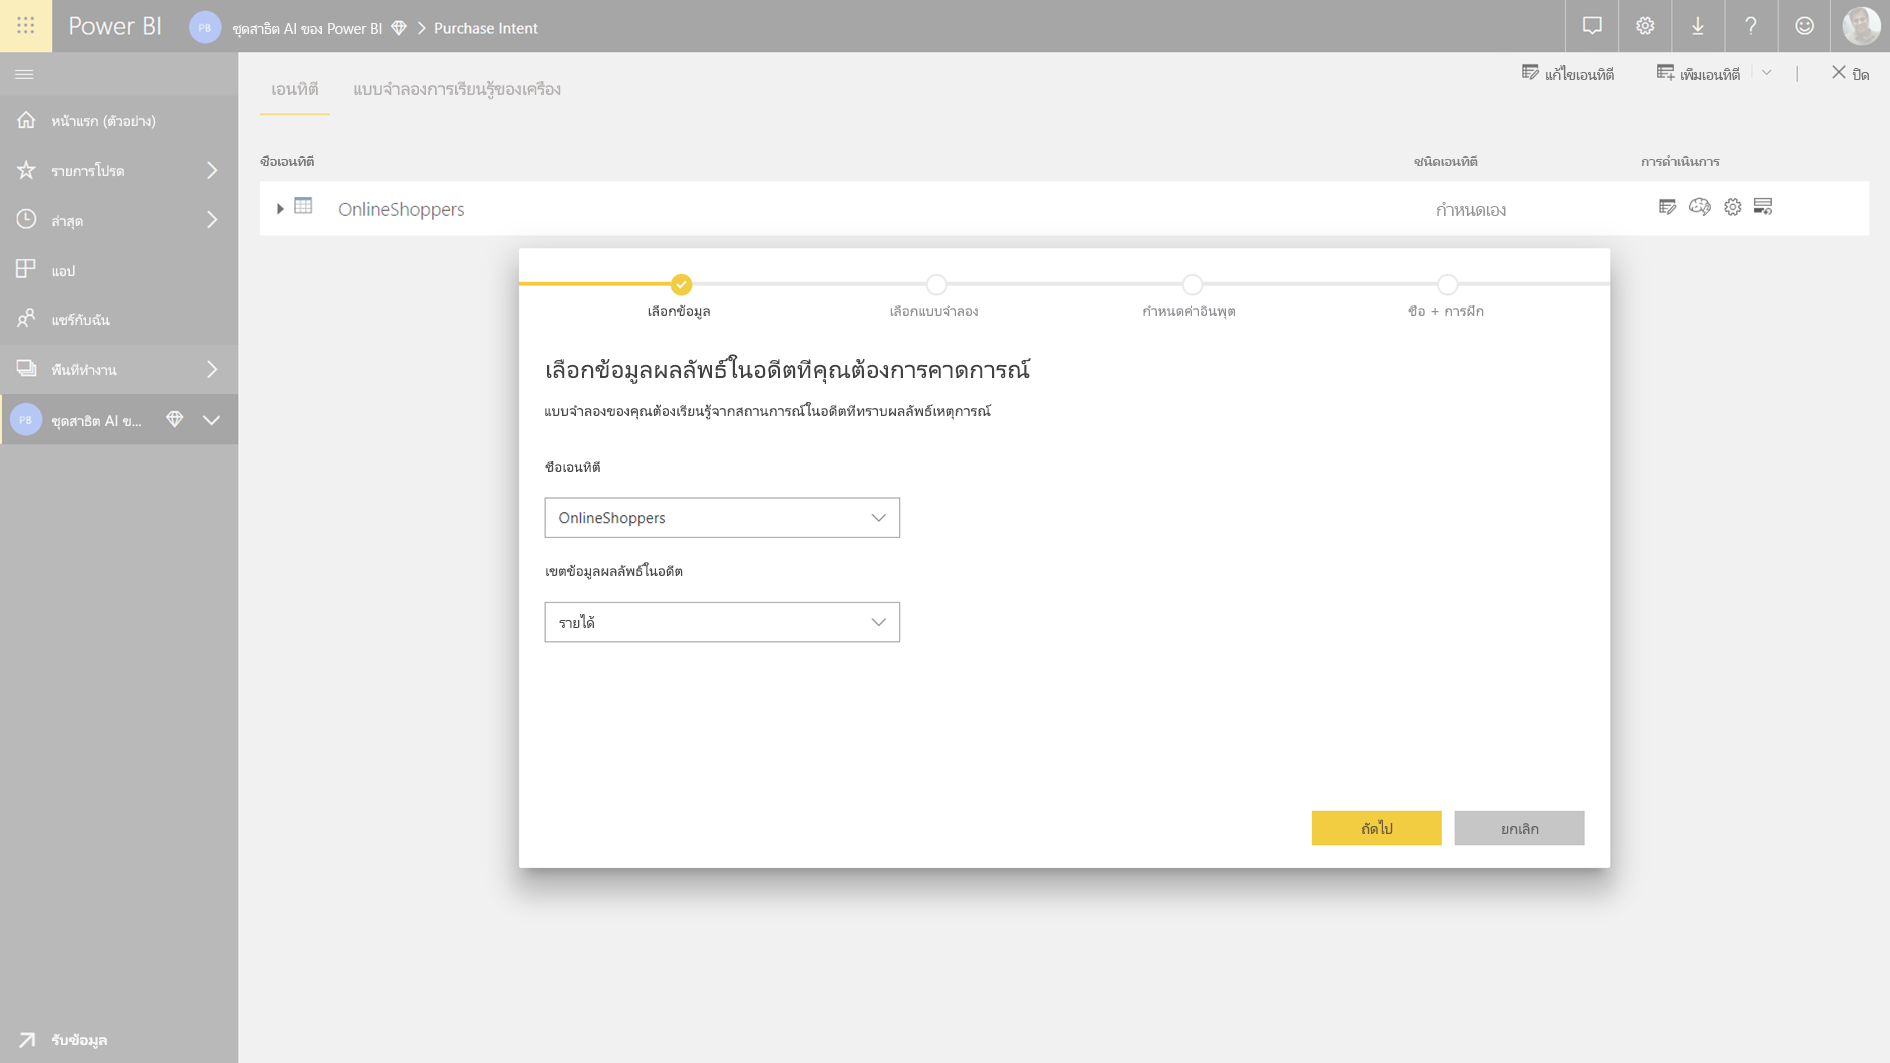 Power BI
PB
ชุดสาธิต AI ของ Power BI
Purchase Intent
แก้ไขเอนทิตี
เพิ่มเอนทิตี
ปิด
เอนทิตี
แบบจำลองการเรียนรู้ของเครื่อง
หน้าแรก (ตัวอย่าง)
รายการโปรด
ล่าสุด
แอป
แชร์กับฉัน
พื้นที่ทำงาน
PB
ชุดสาธิต AI ข...
รับข้อมูล
ชื่อเอนทิตี
ชนิดเอนทิตี
การดำเนินการ
OnlineShoppers
กำหนดเอง
เลือกข้อมูล
เลือกแบบจำลอง
กำหนดค่าอินพุต
ชื่อ + การฝึก
เลือกข้อมูลผลลัพธ์ในอดีตที่คุณต้องการคาดการณ์
แบบจำลองของคุณต้องเรียนรู้จากสถานการณ์ในอดีตที่ทราบผลลัพธ์เหตุการณ์
ชื่อเอนทิตี
OnlineShoppers
เขตข้อมูลผลลัพธ์ในอดีต
รายได้
ถัดไป
ยกเลิก